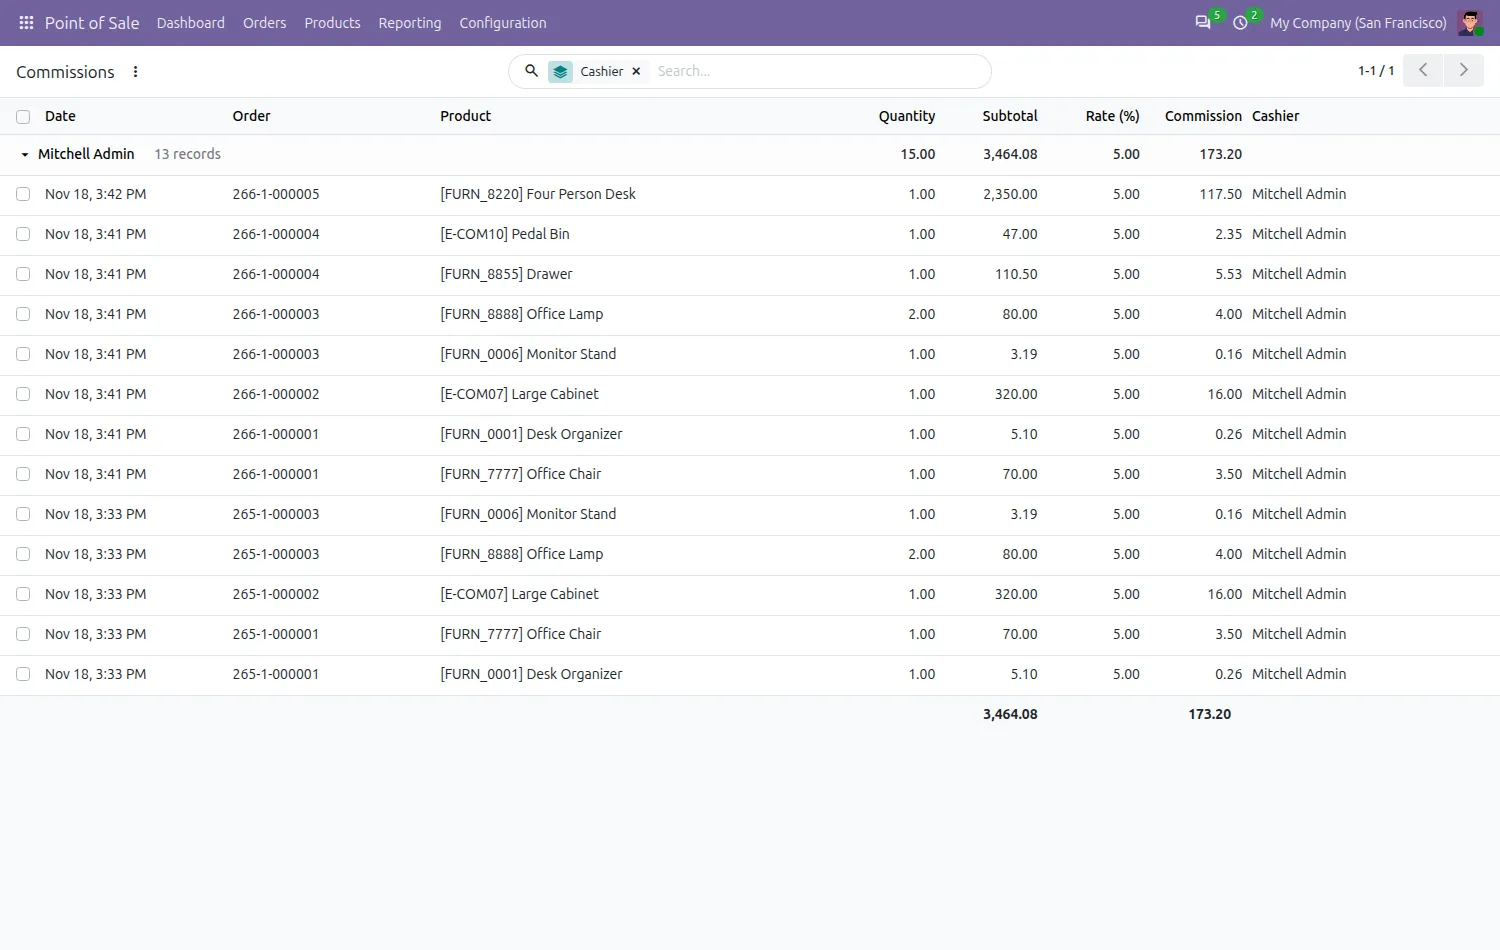 Point of Sale Dashboard Orders Products Reporting Configuration 5 2 My Company (San Francisco)
Commissions Cashier × Search... 1-1 / 1
Date Order Product Quantity Subtotal Rate (%) Commission Cashier
Mitchell Admin 13 records 15.00 3,464.08 5.00 173.20
Nov 18, 3:42 PM 266-1-000005 [FURN_8220] Four Person Desk 1.00 2,350.00 5.00 117.50 Mitchell Admin
Nov 18, 3:41 PM 266-1-000004 [E-COM10] Pedal Bin 1.00 47.00 5.00 2.35 Mitchell Admin
Nov 18, 3:41 PM 266-1-000004 [FURN_8855] Drawer 1.00 110.50 5.00 5.53 Mitchell Admin
Nov 18, 3:41 PM 266-1-000003 [FURN_8888] Office Lamp 2.00 80.00 5.00 4.00 Mitchell Admin
Nov 18, 3:41 PM 266-1-000003 [FURN_0006] Monitor Stand 1.00 3.19 5.00 0.16 Mitchell Admin
Nov 18, 3:41 PM 266-1-000002 [E-COM07] Large Cabinet 1.00 320.00 5.00 16.00 Mitchell Admin
Nov 18, 3:41 PM 266-1-000001 [FURN_0001] Desk Organizer 1.00 5.10 5.00 0.26 Mitchell Admin
Nov 18, 3:41 PM 266-1-000001 [FURN_7777] Office Chair 1.00 70.00 5.00 3.50 Mitchell Admin
Nov 18, 3:33 PM 265-1-000003 [FURN_0006] Monitor Stand 1.00 3.19 5.00 0.16 Mitchell Admin
Nov 18, 3:33 PM 265-1-000003 [FURN_8888] Office Lamp 2.00 80.00 5.00 4.00 Mitchell Admin
Nov 18, 3:33 PM 265-1-000002 [E-COM07] Large Cabinet 1.00 320.00 5.00 16.00 Mitchell Admin
Nov 18, 3:33 PM 265-1-000001 [FURN_7777] Office Chair 1.00 70.00 5.00 3.50 Mitchell Admin
Nov 18, 3:33 PM 265-1-000001 [FURN_0001] Desk Organizer 1.00 5.10 5.00 0.26 Mitchell Admin
3,464.08 173.20